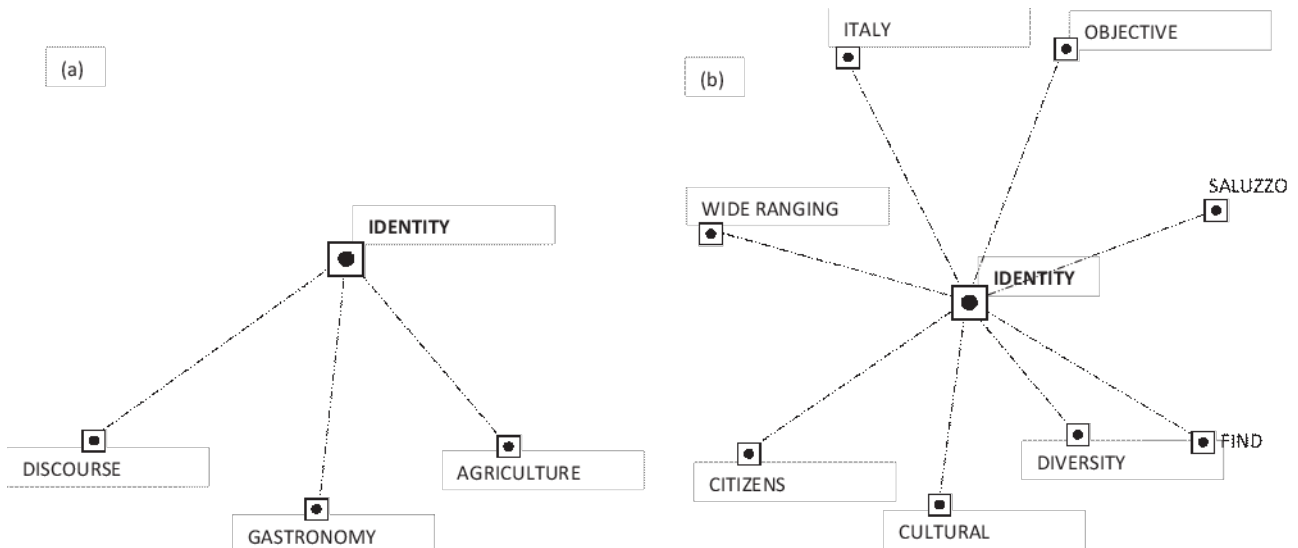 (a)
IDENTITY
DISCOURSE
AGRICULTURE
GASTRONOMY
(b)
ITALY
OBJECTIVE
SALUZZO
WIDE RANGING
IDENTITY
FIND
DIVERSITY
CITIZENS
CULTURAL